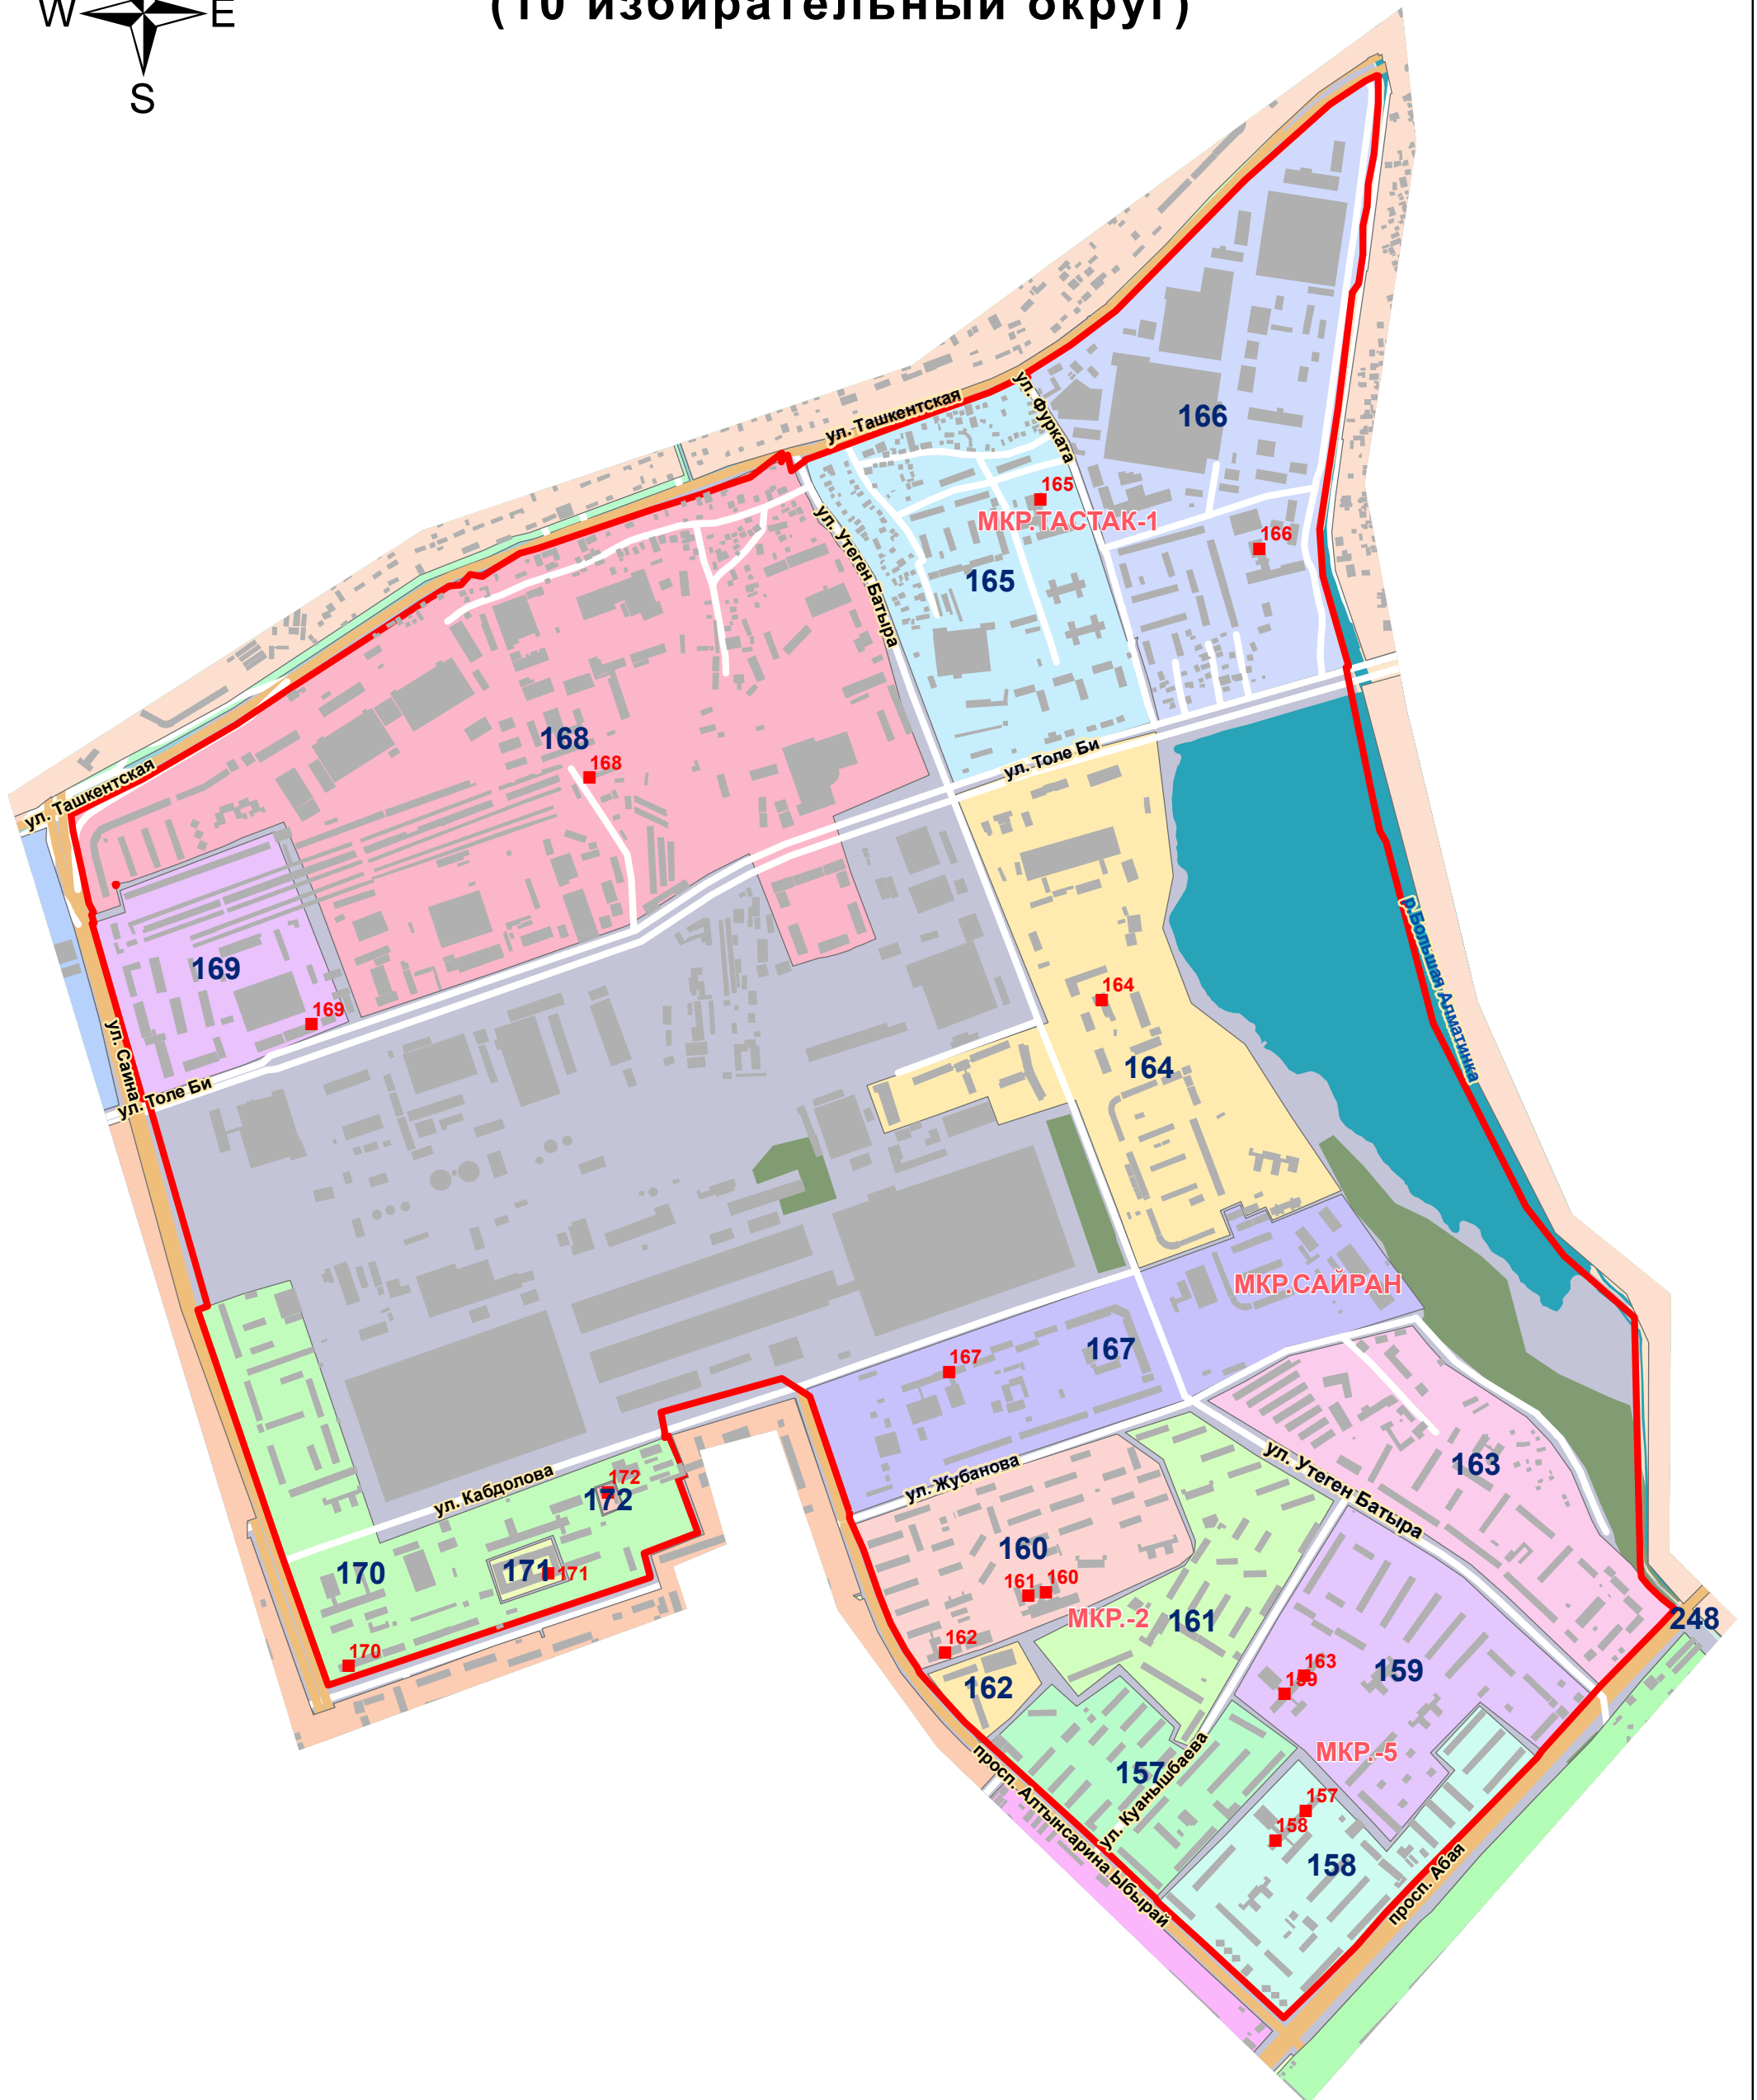 (10 избирательный округ)
W
E
S
ул. Ташкентская
ул. Фурката
166
165
МКР.ТАСТАК-1
166
ул. Утеген Батыра
165
168
168
ул. Толе Би
ул. Ташкентская
р.Большая Алматинка
169
164
169
ул. Саина
164
ул. Толе Би
МКР.САЙРАН
167
167
ул. Утеген Батыра
163
ул. Жубанова
ул. Кабдолова
172
172
160
170
171
171
161
160
МКР.-2
161
248
162
170
163
159
159
162
МКР.-5
157
ул. Куанышбаева
просп. Алтынсарина Ыбырай
157
158
158
просп. Абая